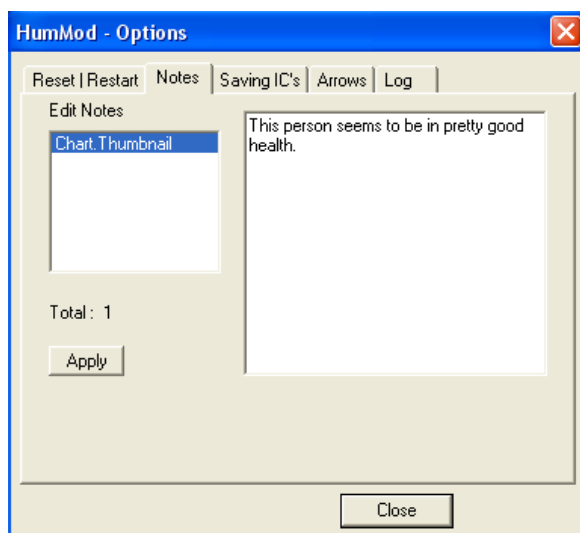 HumMod - Options
Reset | Restart Notes Saving IC's Arrows Log
Edit Notes
Chart.Thumbnail
This person seems to be in pretty good
health.
Total : 1
Apply
Close